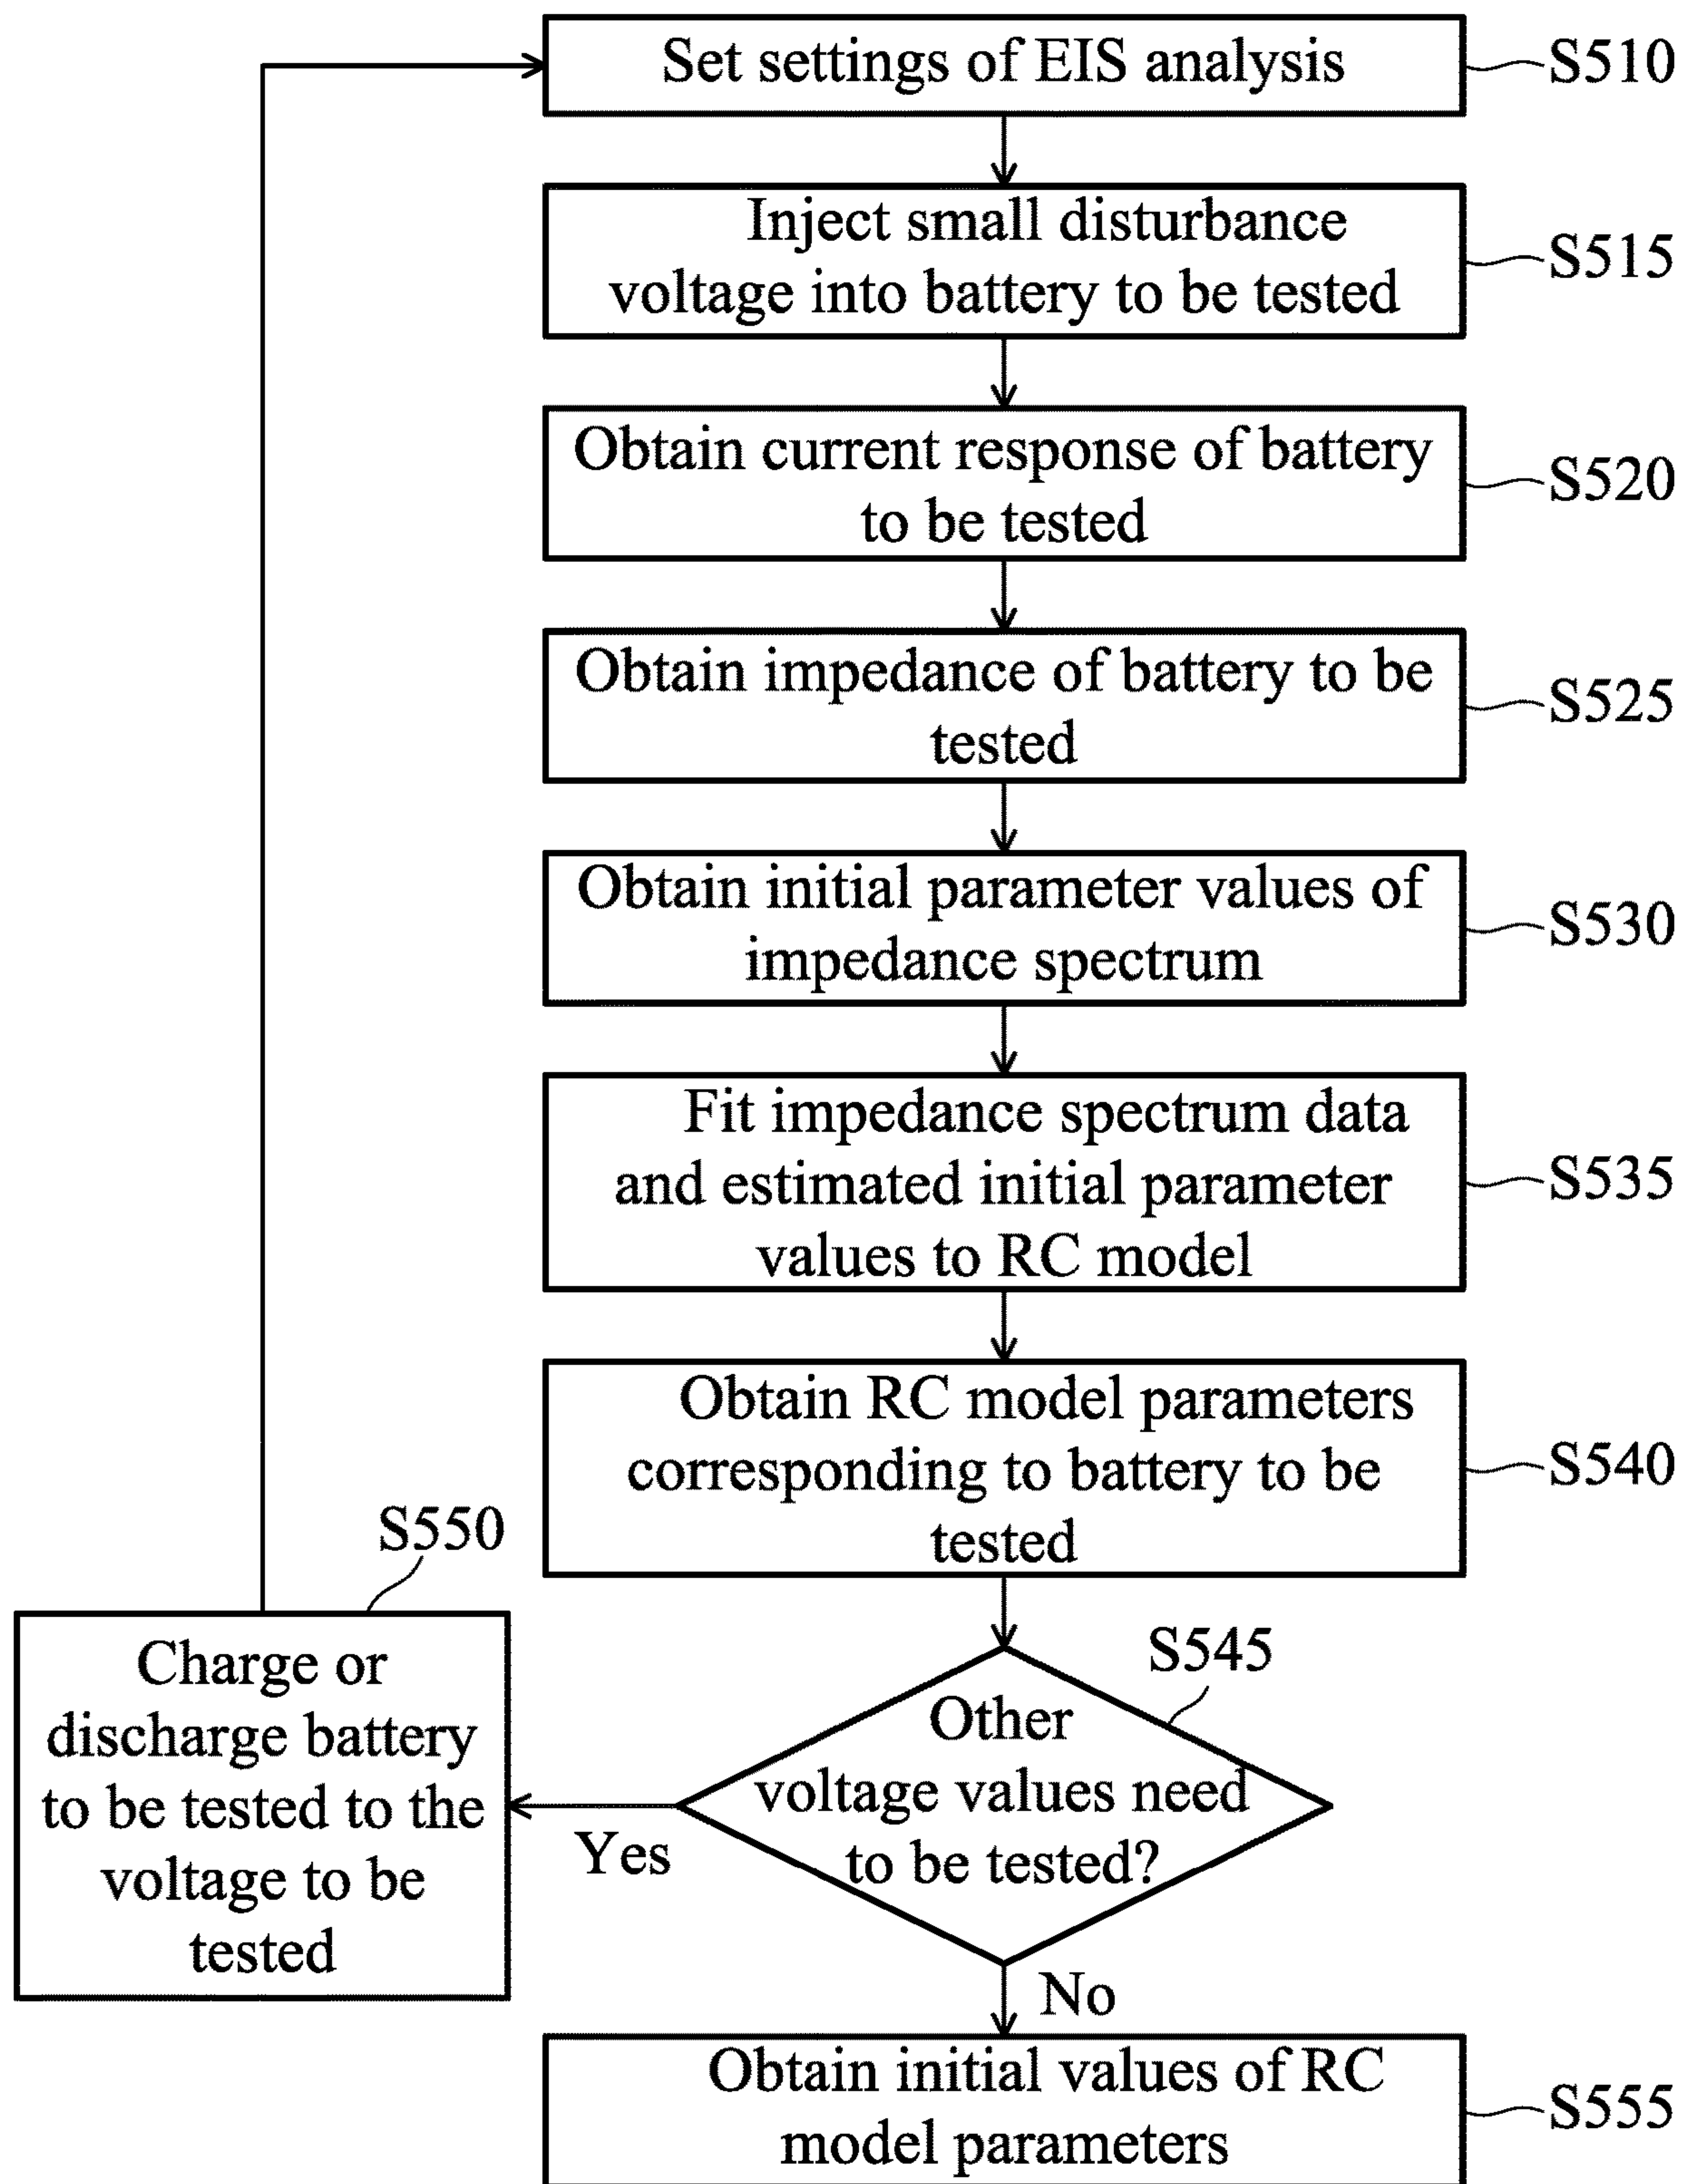 Set settings of EIS analysis
S510
Inject small disturbance
voltage into battery to be tested
S515
Obtain current response of battery
to be tested
S520
Obtain impedance of battery to be
tested
S525
Obtain initial parameter values of
impedance spectrum
S530
Fit impedance spectrum data
and estimated initial parameter
values to RC model
S535
Obtain RC model parameters
corresponding to battery to be
tested
S540
Other
voltage values need
to be tested?
S545
Yes
S550
Charge or
discharge battery
to be tested to the
voltage to be
tested
No
Obtain initial values of RC
model parameters
S555